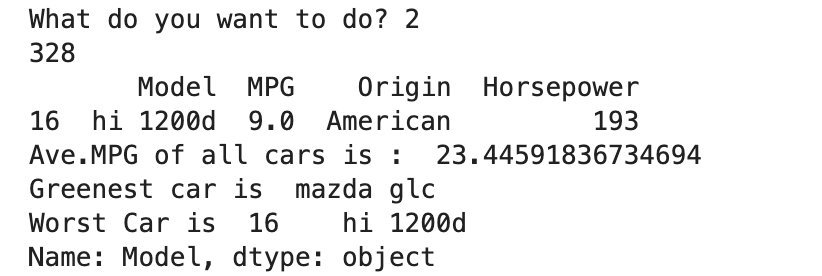 What do you want to do? 2
328
       Model  MPG    Origin  Horsepower
16  hi 1200d  9.0  American         193
Ave.MPG of all cars is :  23.44591836734694
Greenest car is  mazda glc
Worst Car is  16    hi 1200d
Name: Model, dtype: object